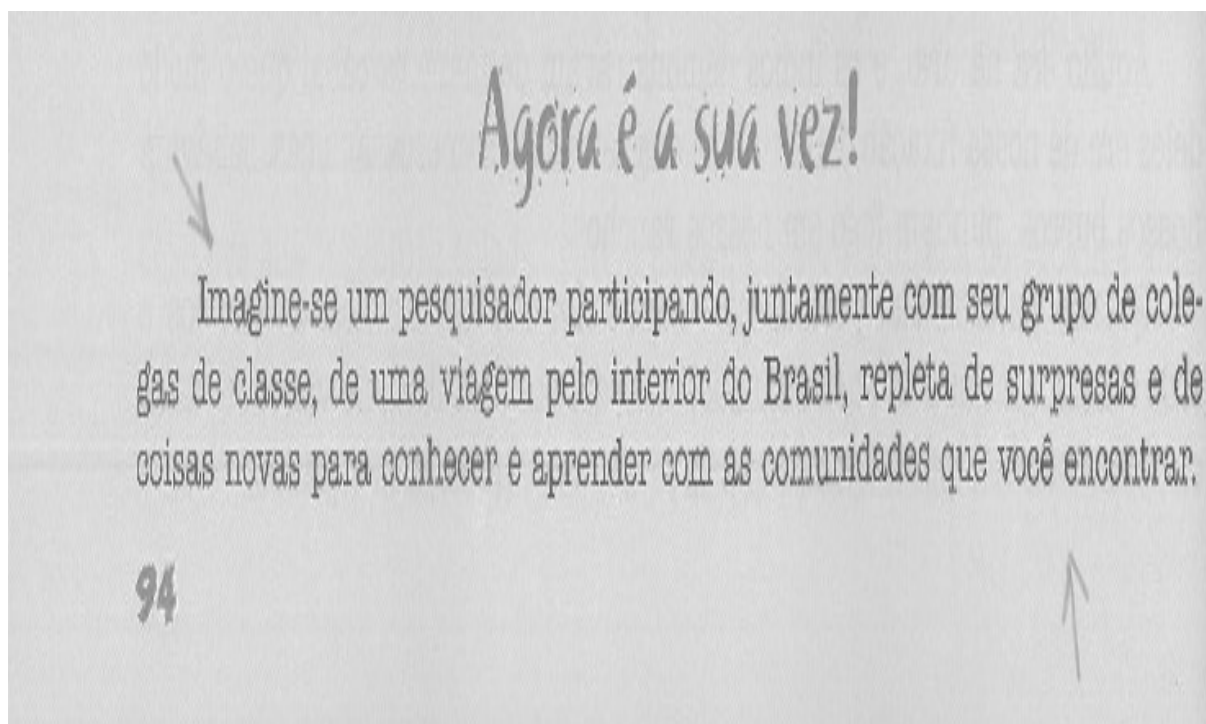 Agora é a sua vez!
Imagine-se um pesquisador participando, juntamente com seu grupo de cole-
gas de classe, de uma viagem pelo interior do Brasil, repleta de surpresas e de
coisas novas para conhecer e aprender com as comunidades que você encontrar.
94